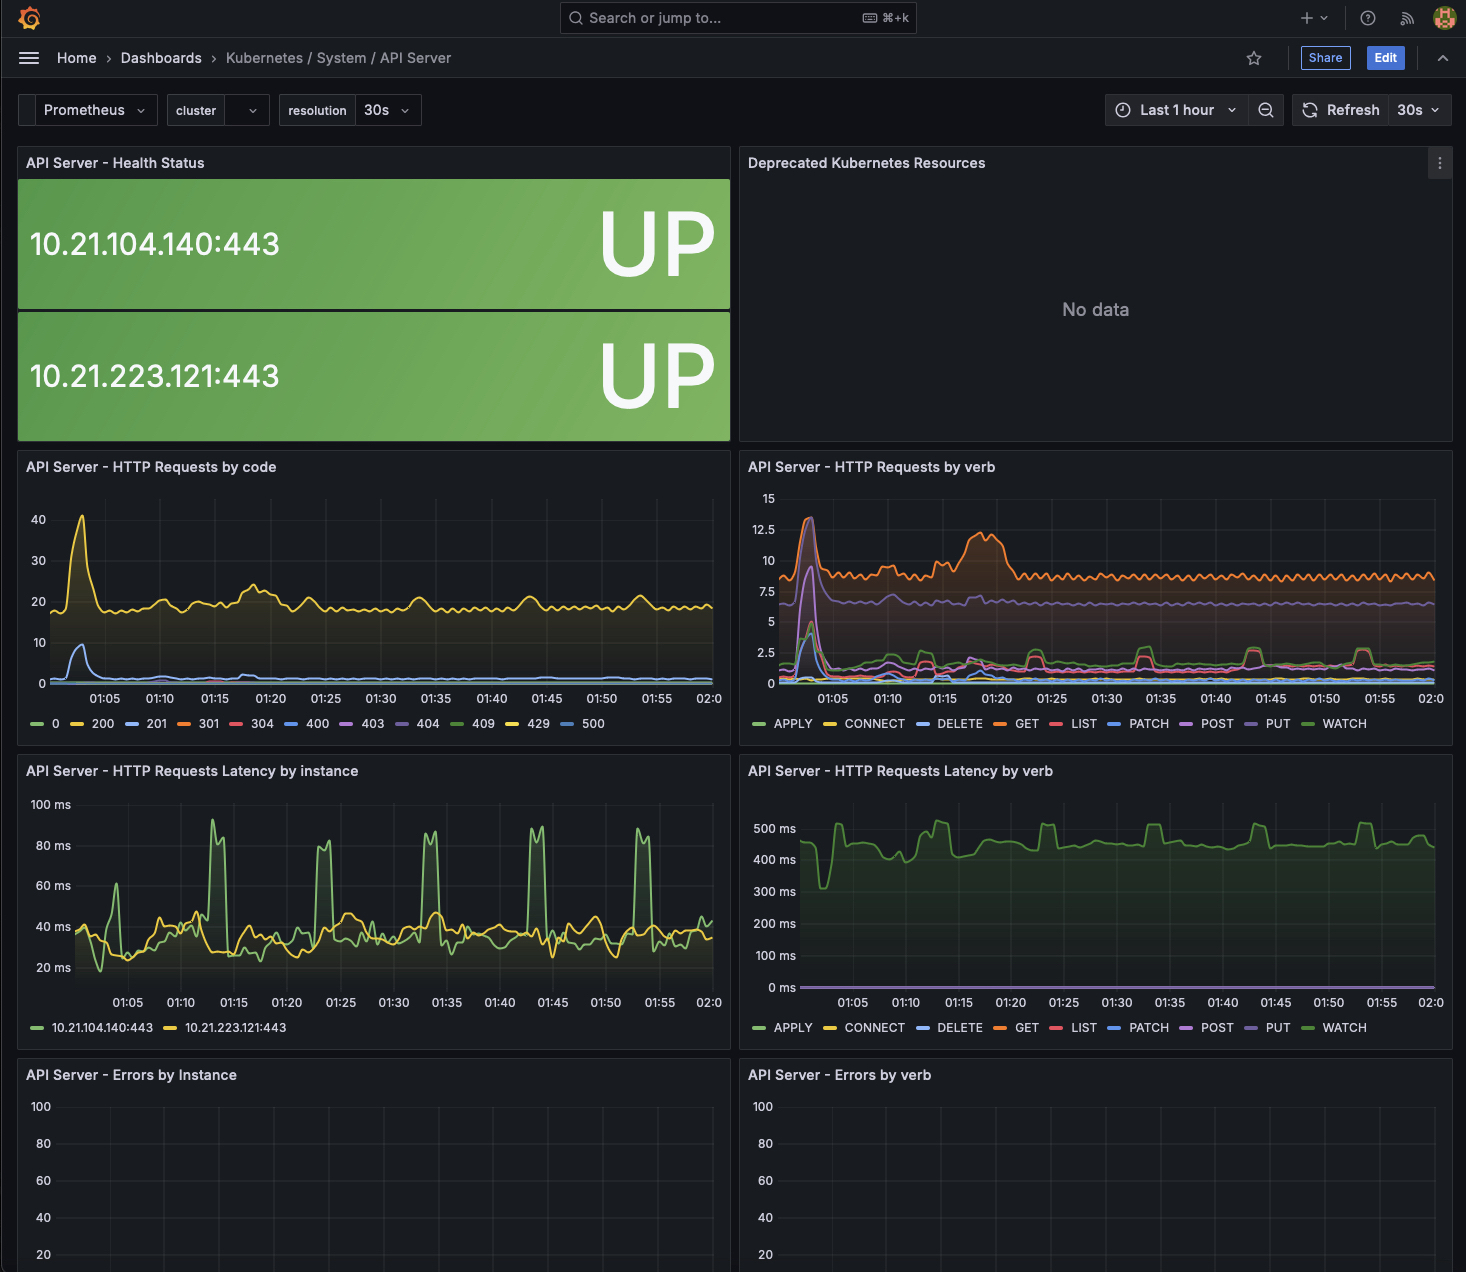 Search or jump to...
⌘+k
Home › Dashboards › Kubernetes / System / API Server
Share
Edit
Prometheus
cluster
resolution 30s
Last 1 hour
Refresh 30s
API Server - Health Status
10.21.104.140:443 UP
10.21.223.121:443 UP
Deprecated Kubernetes Resources
No data
API Server - HTTP Requests by code
40
30
20
10
0
01:05 01:10 01:15 01:20 01:25 01:30 01:35 01:40 01:45 01:50 01:55 02:0
0 200 201 301 304 400 403 404 409 429 500
API Server - HTTP Requests by verb
15
12.5
10
7.5
5
2.5
0
01:05 01:10 01:15 01:20 01:25 01:30 01:35 01:40 01:45 01:50 01:55 02:0
APPLY CONNECT DELETE GET LIST PATCH POST PUT WATCH
API Server - HTTP Requests Latency by instance
100 ms
80 ms
60 ms
40 ms
20 ms
01:05 01:10 01:15 01:20 01:25 01:30 01:35 01:40 01:45 01:50 01:55 02:0
10.21.104.140:443 10.21.223.121:443
API Server - HTTP Requests Latency by verb
500 ms
400 ms
300 ms
200 ms
100 ms
0 ms
01:05 01:10 01:15 01:20 01:25 01:30 01:35 01:40 01:45 01:50 01:55 02:0
APPLY CONNECT DELETE GET LIST PATCH POST PUT WATCH
API Server - Errors by Instance
100
80
60
40
20
API Server - Errors by verb
100
80
60
40
20